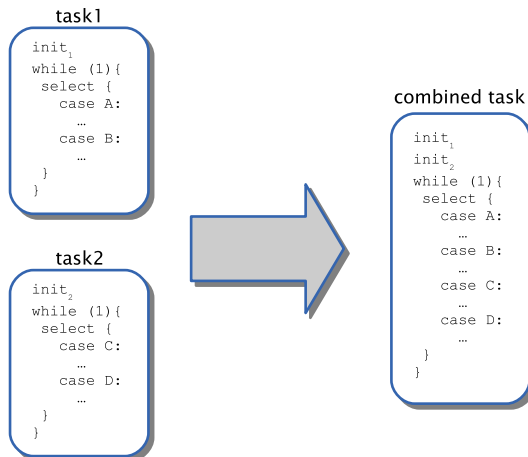 task1
init1
while (1){
select {
case A:
…
case B:
…
}
}
task2
init2
while (1){
select {
case C:
…
case D:
…
}
}
combined task
init1
init2
while (1){
select {
case A:
…
case B:
…
case C:
…
case D:
…
}
}